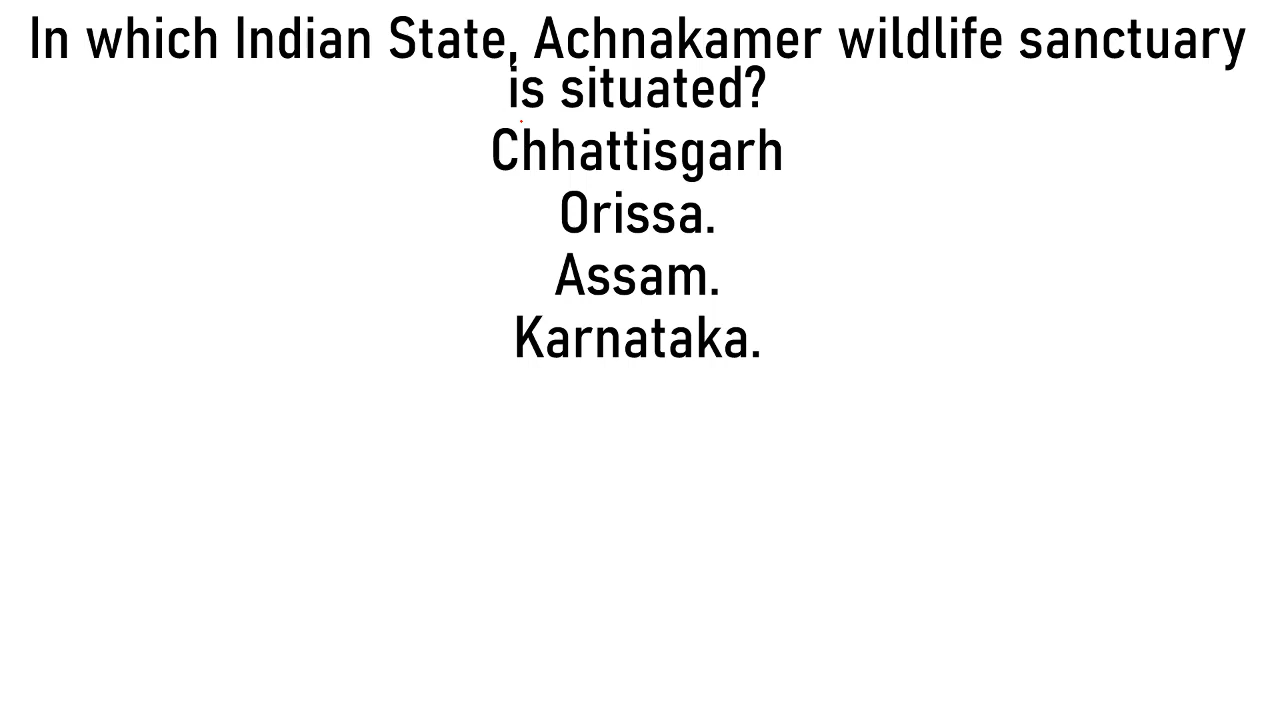 In which Indian State, Achnakamer wildlife sanctuary
is situated?
Chhattisgarh
Orissa.
Assam.
Karnataka.